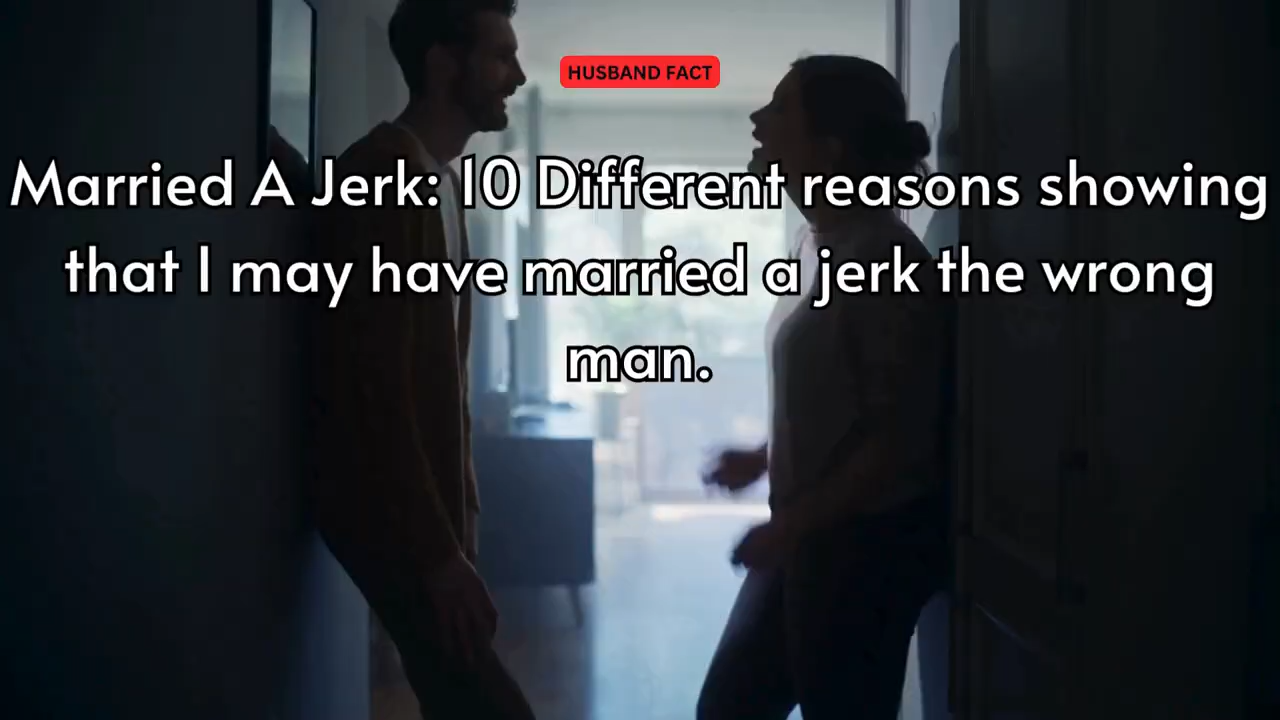 HUSBAND FACT
Married A Jerk: 10 Different reasons showing
that I may have married a jerk the wrong
man.